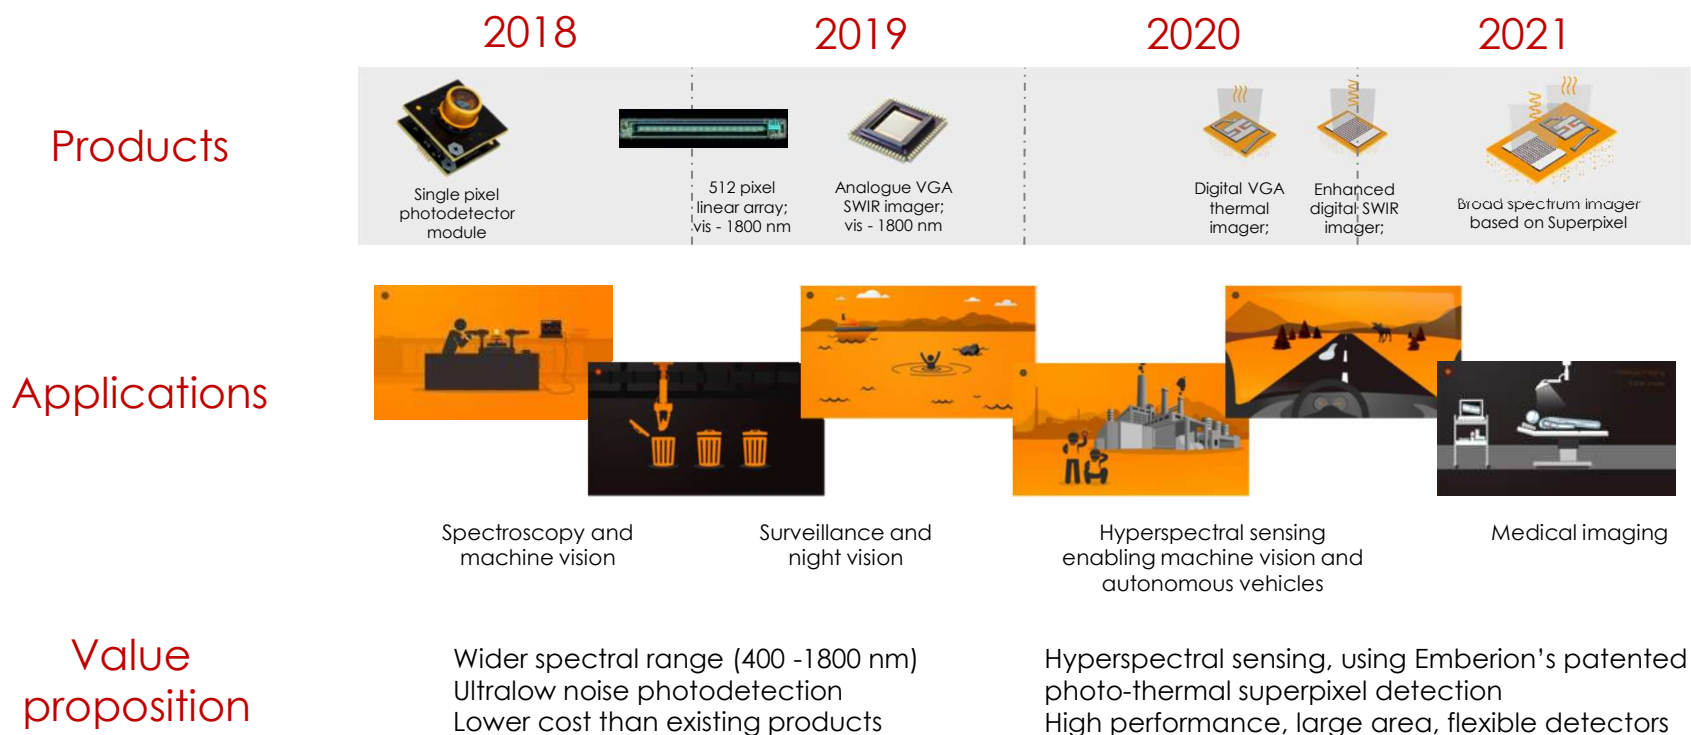 2018
2019
2020
2021
Products
Single pixel
photodetector
module
512 pixel
linear array;
vis - 1800 nm
Analogue VGA
SWIR imager;
vis - 1800 nm
Digital VGA
thermal
imager;
Enhanced
digital SWIR
imager;
Broad spectrum imager
based on Superpixel
Applications
Spectroscopy and
machine vision
Surveillance and
night vision
Hyperspectral sensing
enabling machine vision and
autonomous vehicles
Medical imaging
Value
proposition
Wider spectral range (400 -1800 nm)
Ultralow noise photodetection
Lower cost than existing products
Hyperspectral sensing, using Emberion’s patented
photo-thermal superpixel detection
High performance, large area, flexible detectors